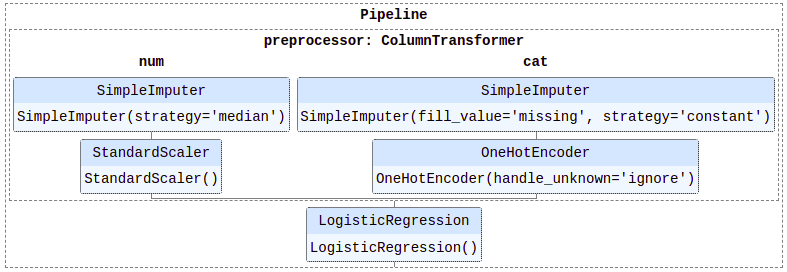 Pipeline
preprocessor: ColumnTransformer
num
cat
SimpleImputer
SimpleImputer
SimpleImputer(strategy='median')
SimpleImputer(fill_value='missing', strategy='constant')
StandardScaler
OneHotEncoder
StandardScaler()
OneHotEncoder(handle_unknown='ignore')
LogisticRegression
LogisticRegression()